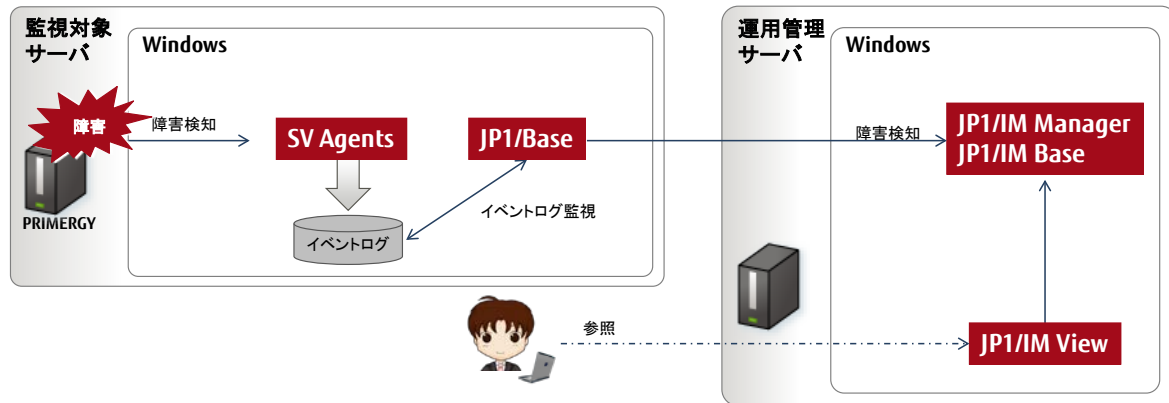 監視対象
サーバ
Windows
障害
障害検知
SV Agents
JP1/Base
PRIMERGY
イベントログ
イベントログ監視
障害検知
運用管理
サーバ
Windows
JP1/IM Manager
JP1/IM Base
参照
JP1/IM View